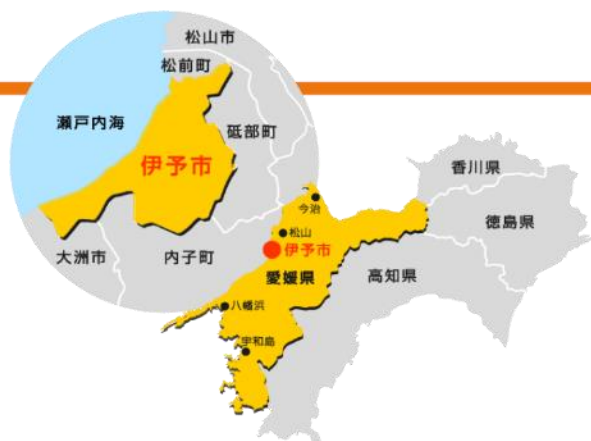 松山市
松前町
瀬戸内海
砥部町
伊予市
大洲市
内子町
香川県
徳島県
今治
松山
伊予市
愛媛県
高知県
八幡浜
宇和島